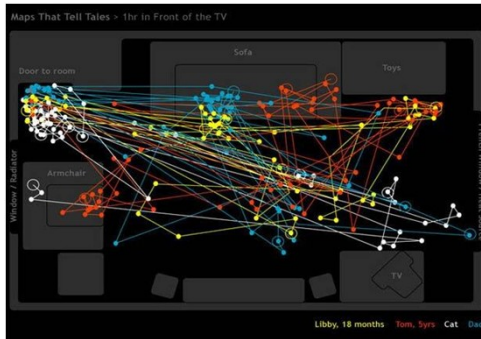 Maps That Tell Tales > 1hr in Front of the TV
Sofa
Door to room
Toys
Window / Radiator
Armchair
TV
Libby, 18 months Tom, 5yrs Cat Dad